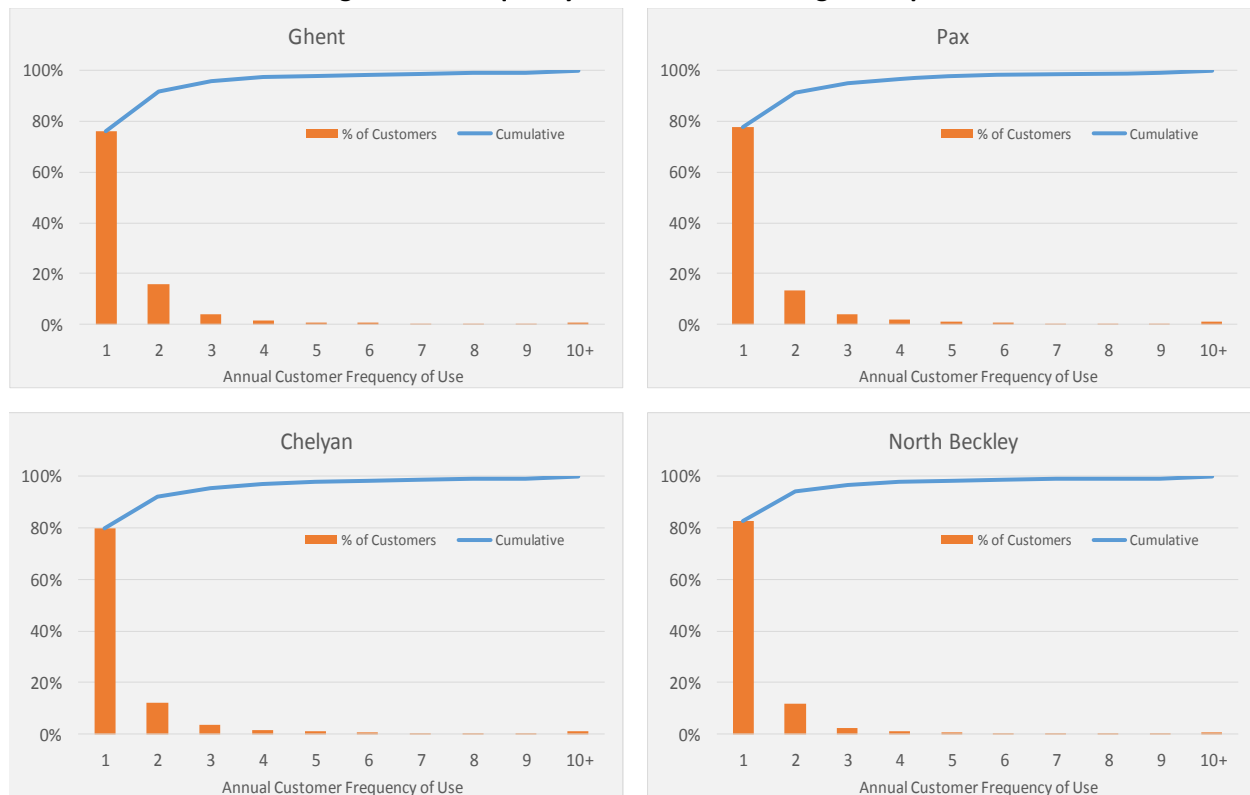 Ghent
100%
80%
60%
40%
20%
0%
% of Customers Cumulative
1 2 3 4 5 6 7 8 9 10+
Annual Customer Frequency of Use
Pax
100%
80%
60%
40%
20%
0%
% of Customers Cumulative
1 2 3 4 5 6 7 8 9 10+
Annual Customer Frequency of Use
Chelyan
100%
80%
60%
40%
20%
0%
% of Customers Cumulative
1 2 3 4 5 6 7 8 9 10+
Annual Customer Frequency of Use
North Beckley
100%
80%
60%
40%
20%
0%
% of Customers Cumulative
1 2 3 4 5 6 7 8 9 10+
Annual Customer Frequency of Use